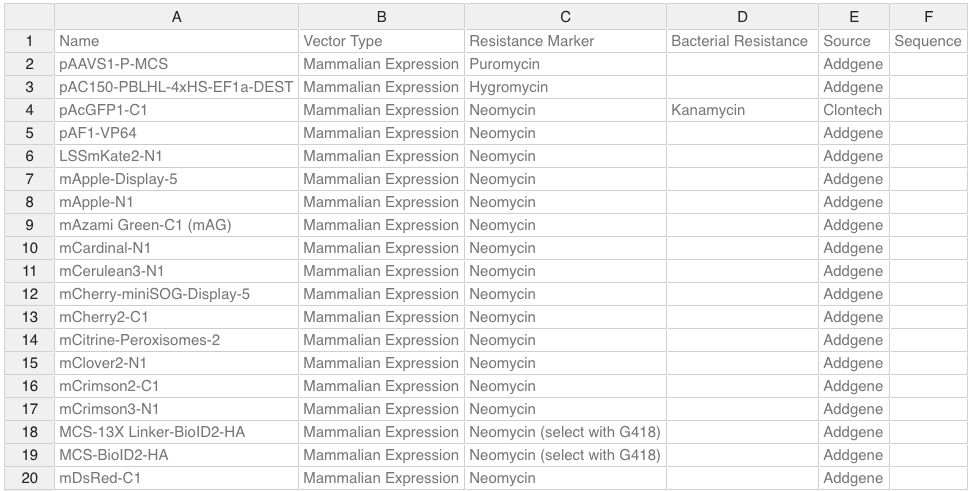 A B C D E F
1 Name Vector Type Resistance Marker Bacterial Resistance Source Sequence
2 pAAVS1-P-MCS Mammalian Expression Puromycin Addgene
3 pAC150-PBLHL-4xHS-EF1a-DEST Mammalian Expression Hygromycin Addgene
4 pAcGFP1-C1 Mammalian Expression Neomycin Kanamycin Clontech
5 pAF1-VP64 Mammalian Expression Neomycin Addgene
6 LSSmKate2-N1 Mammalian Expression Neomycin Addgene
7 mApple-Display-5 Mammalian Expression Neomycin Addgene
8 mApple-N1 Mammalian Expression Neomycin Addgene
9 mAzami Green-C1 (mAG) Mammalian Expression Neomycin Addgene
10 mCardinal-N1 Mammalian Expression Neomycin Addgene
11 mCerulean3-N1 Mammalian Expression Neomycin Addgene
12 mCherry-miniSOG-Display-5 Mammalian Expression Neomycin Addgene
13 mCherry2-C1 Mammalian Expression Neomycin Addgene
14 mCitrine-Peroxisomes-2 Mammalian Expression Neomycin Addgene
15 mClover2-N1 Mammalian Expression Neomycin Addgene
16 mCrimson2-C1 Mammalian Expression Neomycin Addgene
17 mCrimson3-N1 Mammalian Expression Neomycin Addgene
18 MCS-13X Linker-BioID2-HA Mammalian Expression Neomycin (select with G418) Addgene
19 MCS-BioID2-HA Mammalian Expression Neomycin (select with G418) Addgene
20 mDsRed-C1 Mammalian Expression Neomycin Addgene